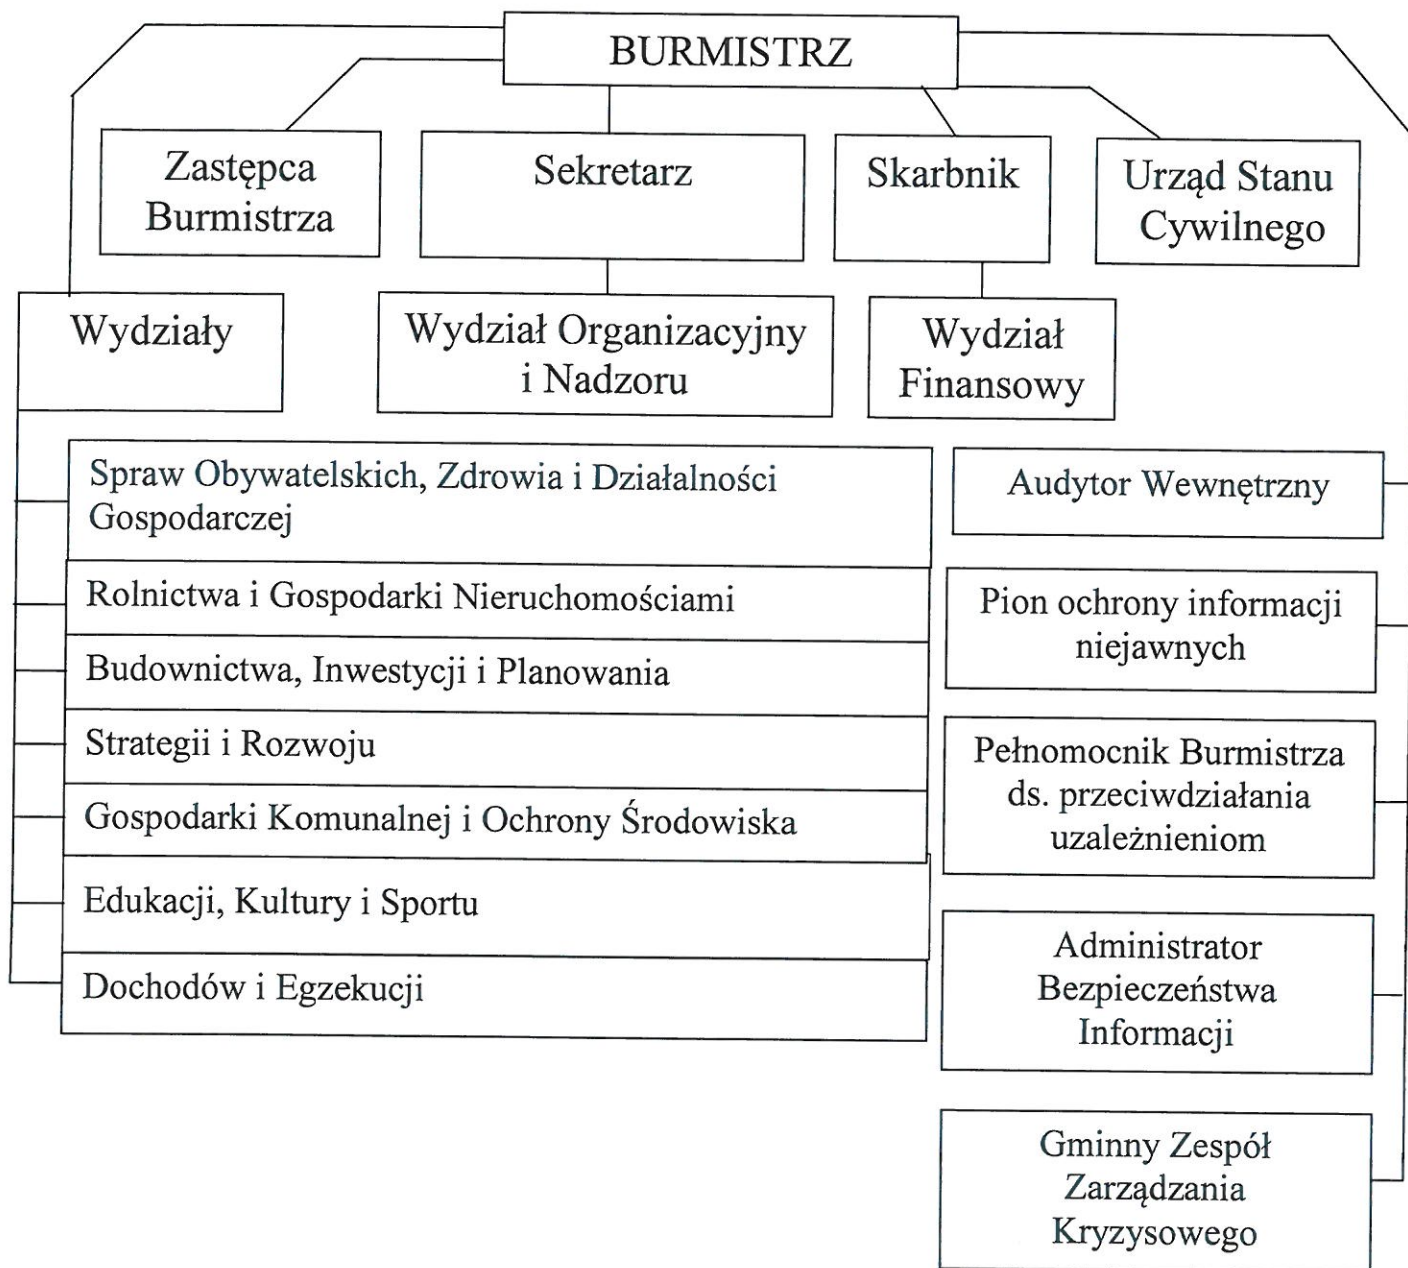 BURMISTRZ
Zastępca
Burmistrza
Sekretarz
Skarbnik
Urząd Stanu
Cywilnego
Wydziały
Wydział Organizacyjny
i Nadzoru
Wydział
Finansowy
Spraw Obywatelskich, Zdrowia i Działalności
Gospodarczej
Rolnictwa i Gospodarki Nieruchomościami
Budownictwa, Inwestycji i Planowania
Strategii i Rozwoju
Gospodarki Komunalnej i Ochrony Środowiska
Edukacji, Kultury i Sportu
Dochodów i Egzekucji
Audytor Wewnętrzny
Pion ochrony informacji
niejawnych
Pełnomocnik Burmistrza
ds. przeciwdziałania
uzależnieniom
Administrator
Bezpieczeństwa
Informacji
Gminny Zespół
Zarządzania
Kryzysowego